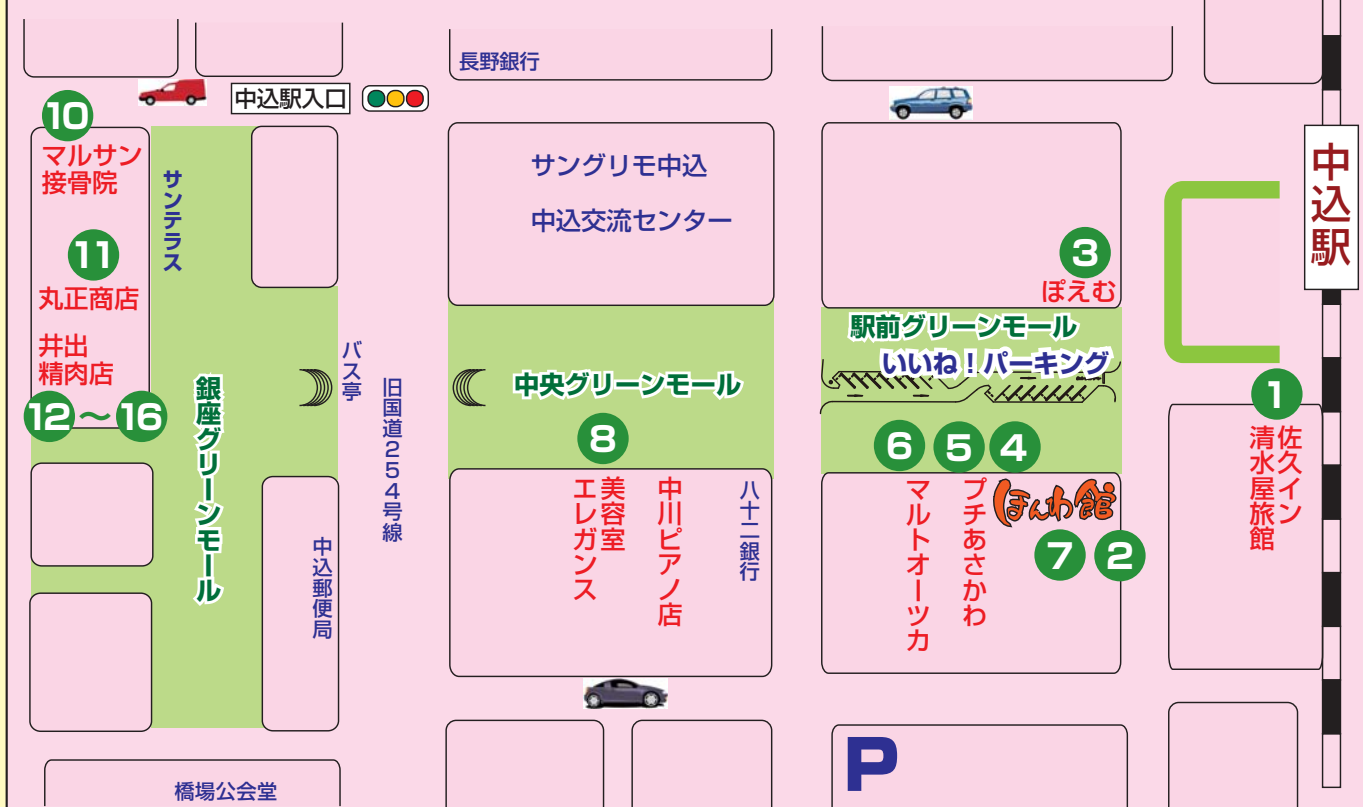 長野銀行
中込駅入口
10
マルサン
接骨院
サンテラス
11
丸正商店
井出
精肉店
12～16
銀座グリーンモール
バス亭
旧国道254号線
中込郵便局
橋場公会堂
サングリモ中込
中込交流センター
中央グリーンモール
8
美容室
エレガンス
中川ピアノ店
八十二銀行
3
ぽえむ
駅前グリーンモール
いいね！パーキング
6
5
4
マルトオーツカ
プチあさかわ
ほんわ館
7
2
P
中込駅
1
佐久イン
清水屋旅館